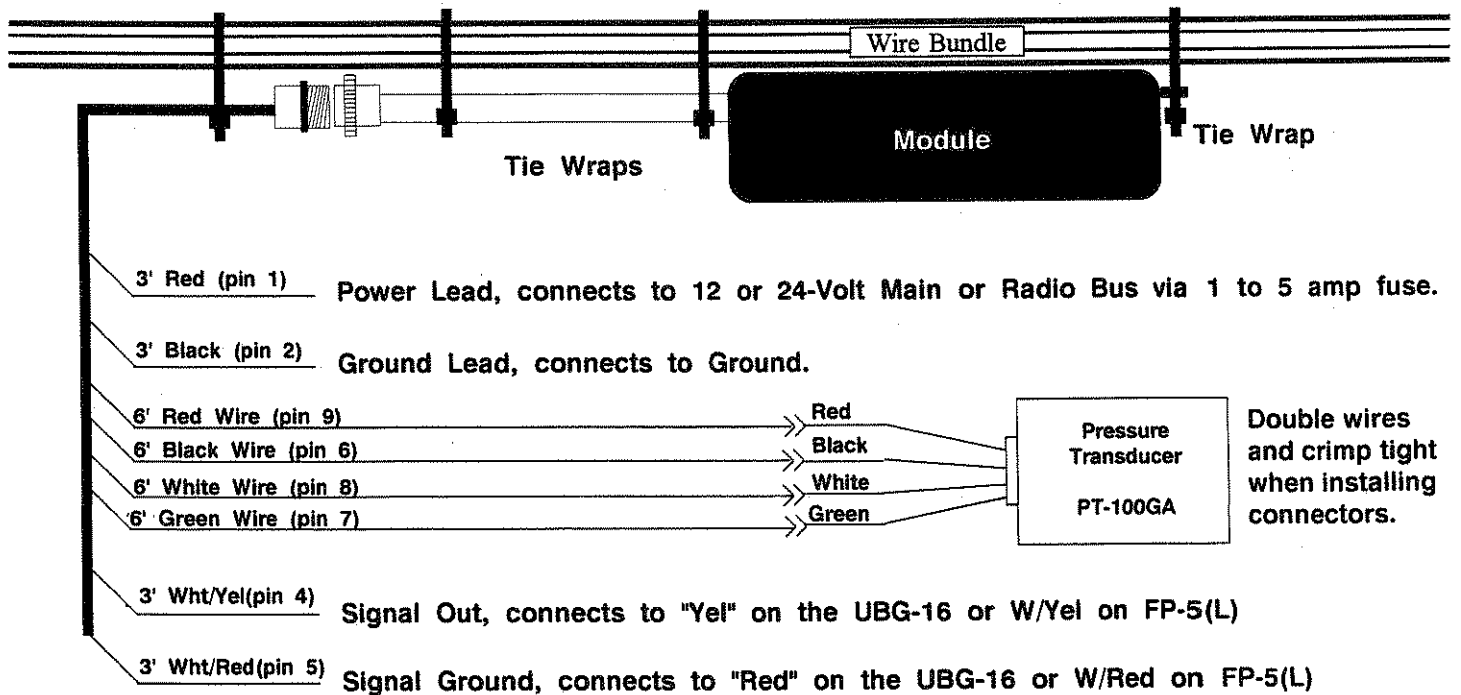 Wire Bundle
Module
Tie Wraps
Tie Wrap
3' Red (pin 1)
Power Lead, connects to 12 or 24-Volt Main or Radio Bus via 1 to 5 amp fuse.
3' Black (pin 2)
Ground Lead, connects to Ground.
6' Red Wire (pin 9)
Red
6' Black Wire (pin 6)
Black
6' White Wire (pin 8)
White
6' Green Wire (pin 7)
Green
Pressure
Transducer
PT-100GA
Double wires
and crimp tight
when installing
connectors.
3' Wht/Yel(pin 4)
Signal Out, connects to "Yel" on the UBG-16 or W/Yel on FP-5(L)
3' Wht/Red(pin 5)
Signal Ground, connects to "Red" on the UBG-16 or W/Red on FP-5(L)